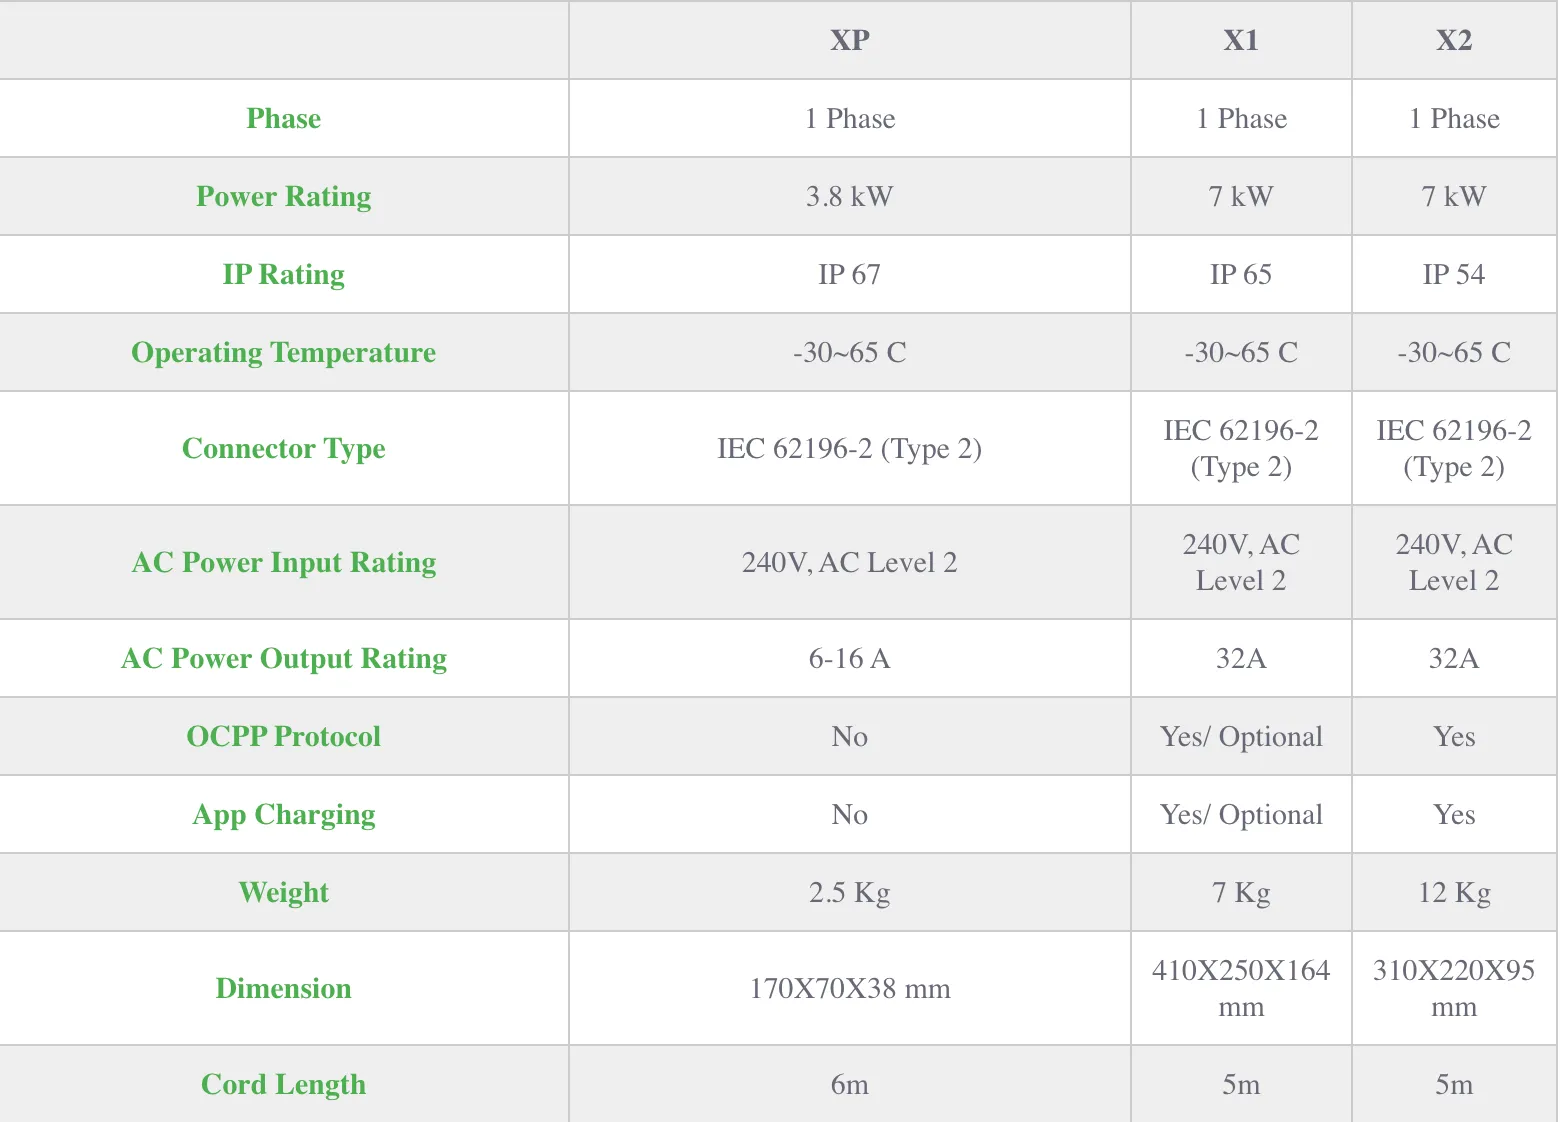 XP X1 X2
Phase 1 Phase 1 Phase 1 Phase
Power Rating 3.8 kW 7 kW 7 kW
IP Rating IP 67 IP 65 IP 54
Operating Temperature -30~65 C -30~65 C -30~65 C
Connector Type IEC 62196-2 (Type 2) IEC 62196-2 (Type 2) IEC 62196-2 (Type 2)
AC Power Input Rating 240V, AC Level 2 240V, AC Level 2 240V, AC Level 2
AC Power Output Rating 6-16 A 32A 32A
OCPP Protocol No Yes/ Optional Yes
App Charging No Yes/ Optional Yes
Weight 2.5 Kg 7 Kg 12 Kg
Dimension 170X70X38 mm 410X250X164 mm 310X220X95 mm
Cord Length 6m 5m 5m